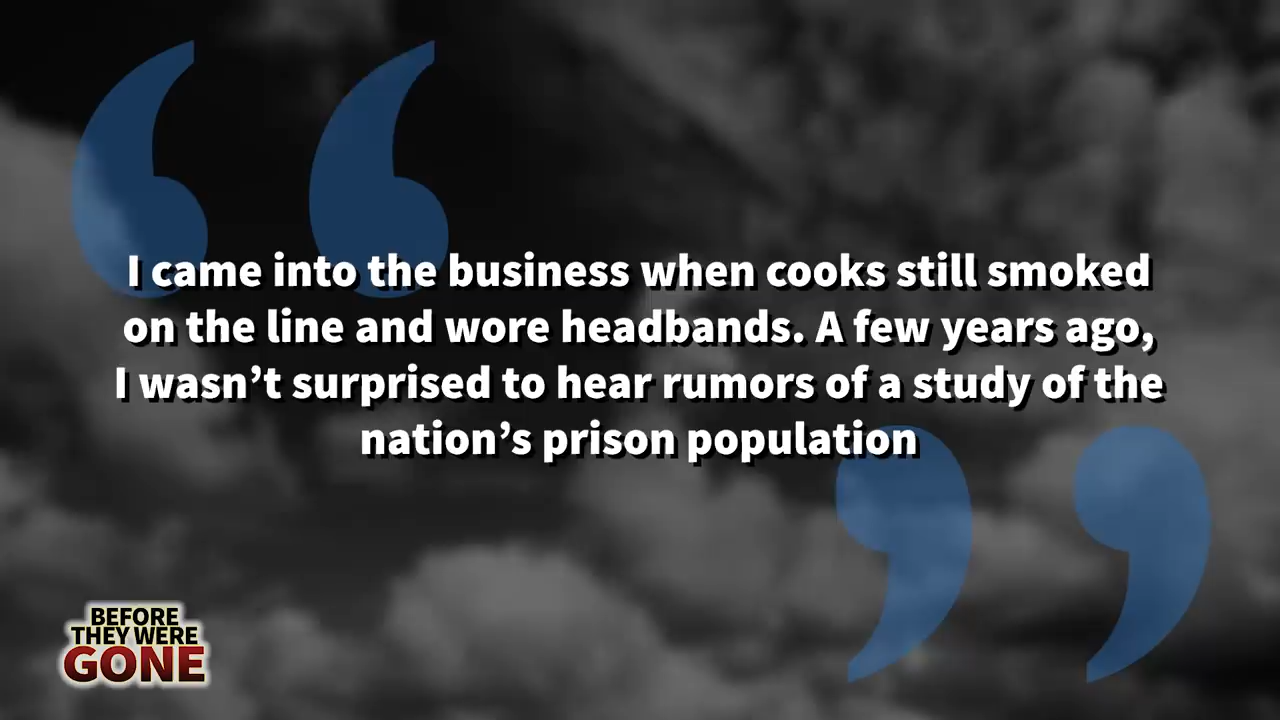 I came into the business when cooks still smoked
on the line and wore headbands. A few years ago,
I wasn’t surprised to hear rumors of a study of the
nation’s prison population
BEFORE
THEY WERE
GONE